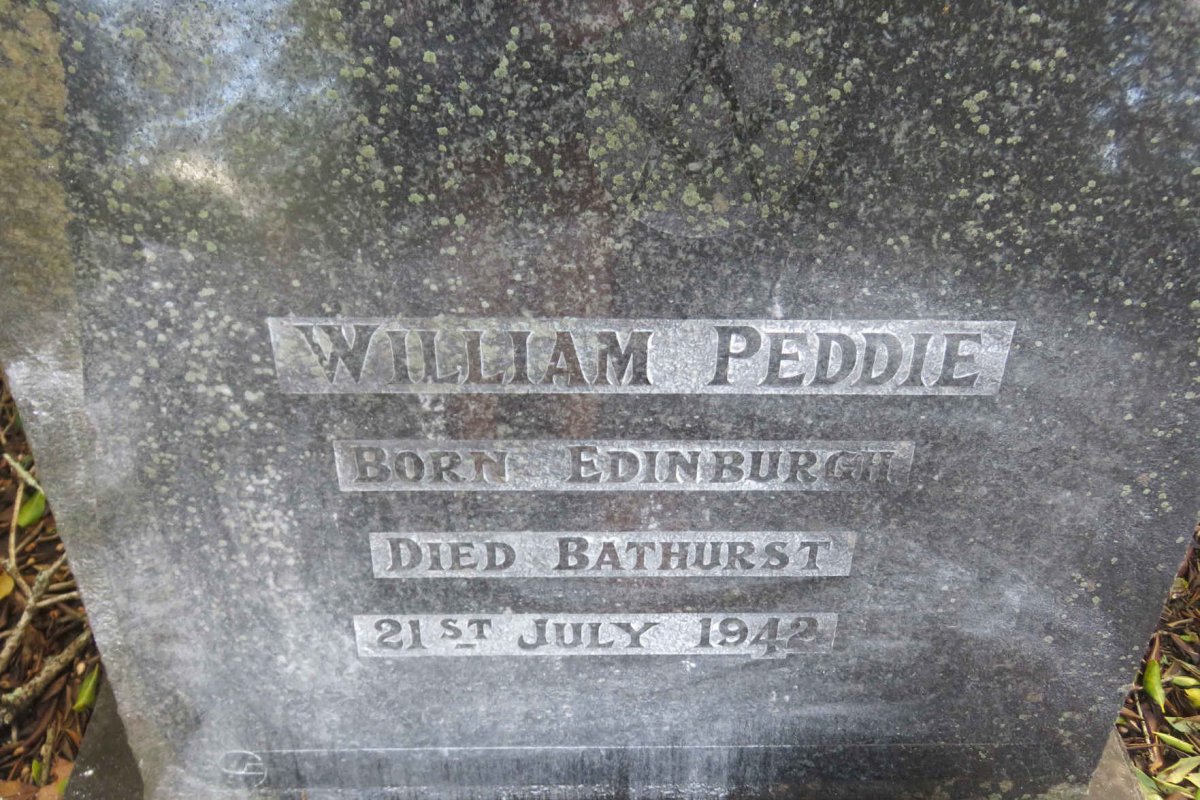 WILLIAM PEDDIE
BORN EDINBURGH
DIED BATHURST
21ST JULY 1942